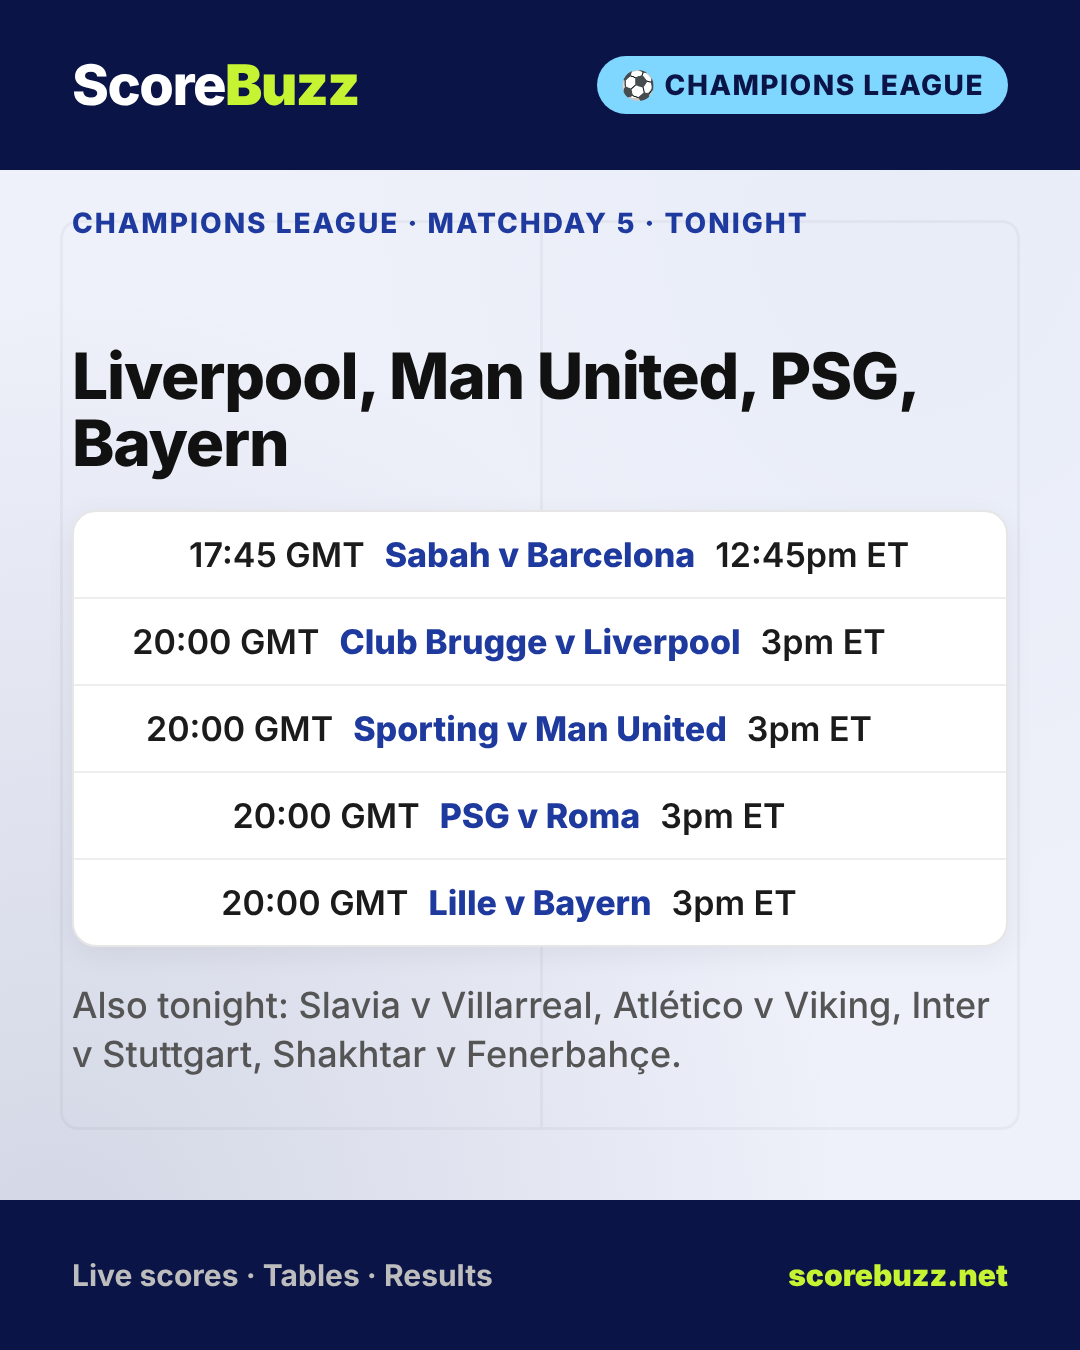 ScoreBuzz
⚽ CHAMPIONS LEAGUE
CHAMPIONS LEAGUE · MATCHDAY 5 · TONIGHT
Liverpool, Man United, PSG,
Bayern
17:45 GMT Sabah v Barcelona 12:45pm ET
20:00 GMT Club Brugge v Liverpool 3pm ET
20:00 GMT Sporting v Man United 3pm ET
20:00 GMT PSG v Roma 3pm ET
20:00 GMT Lille v Bayern 3pm ET
Also tonight: Slavia v Villarreal, Atlético v Viking, Inter
v Stuttgart, Shakhtar v Fenerbahçe.
Live scores · Tables · Results
scorebuzz.net